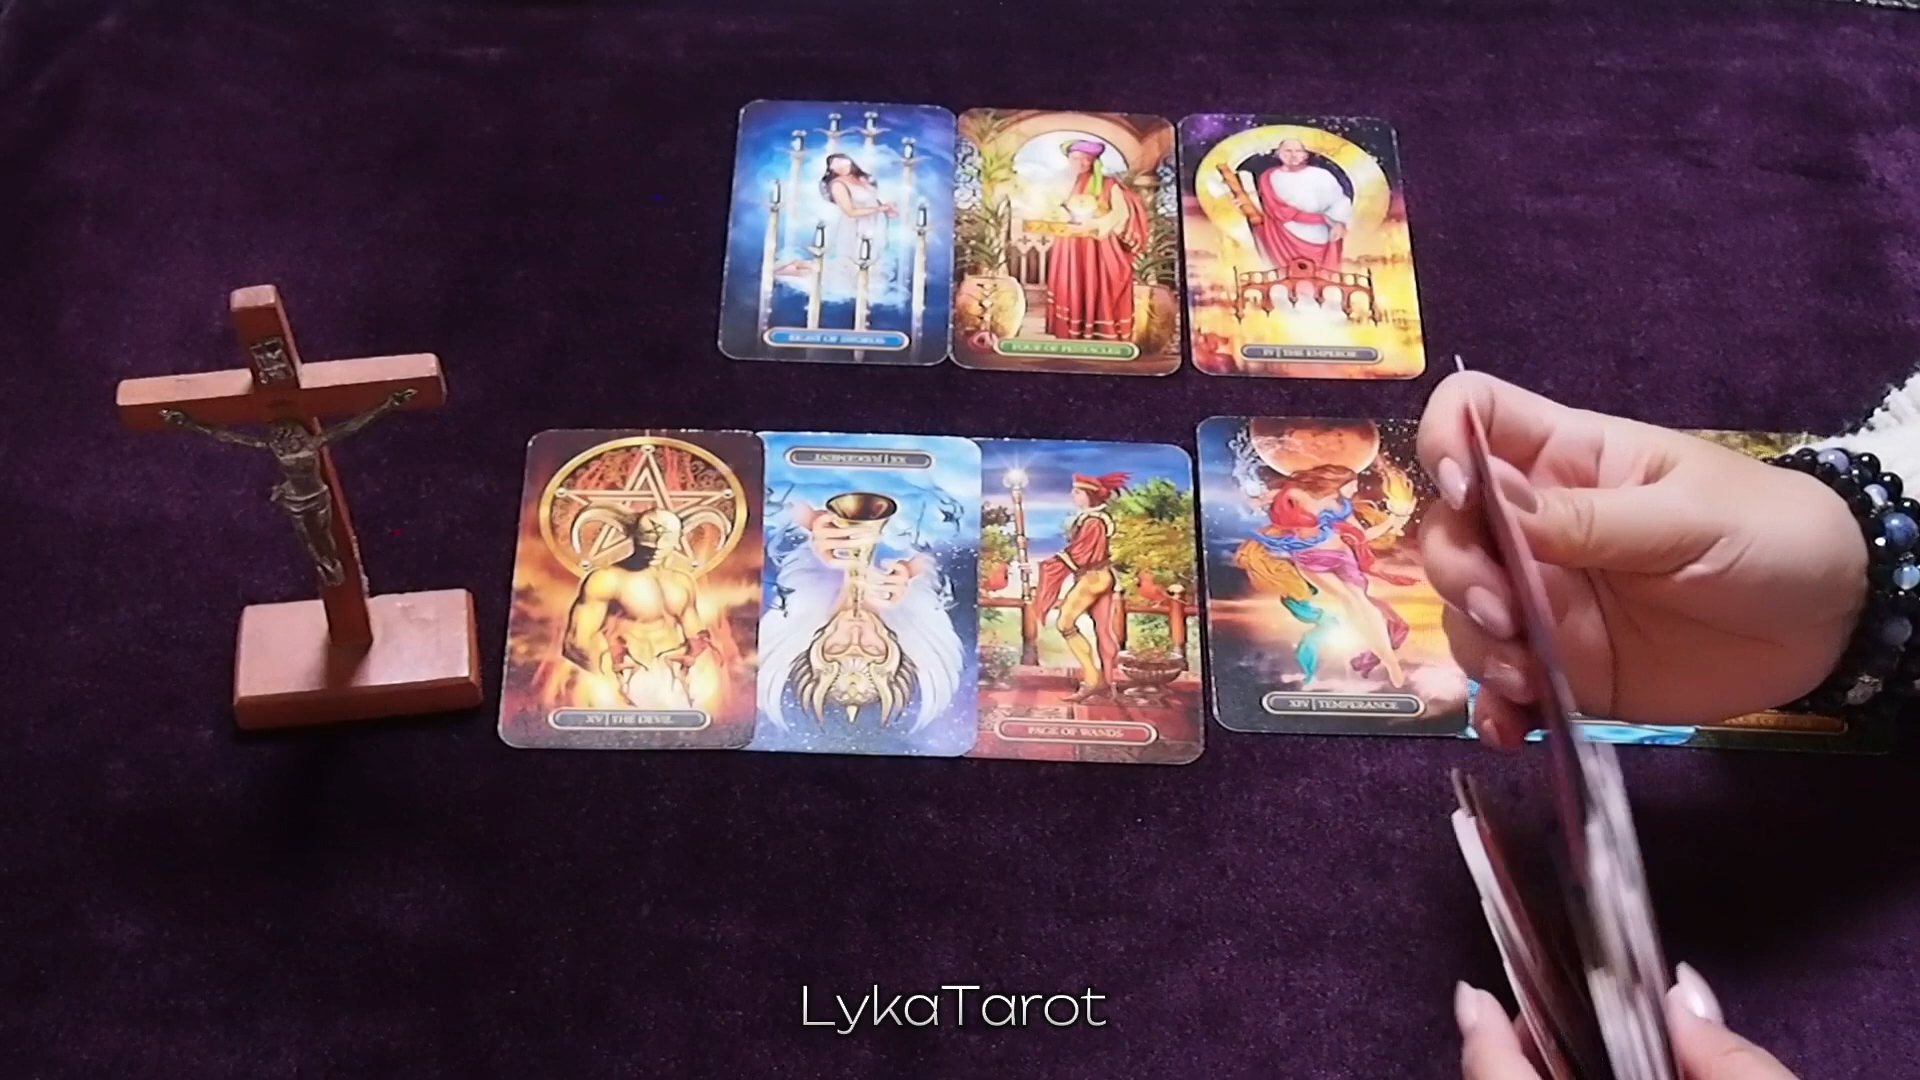 EIGHT OF SWORDS
FOUR OF PENTACLES
IV | THE EMPEROR
XX | JUDGEMENT
XV | THE DEVIL
PAGE OF WANDS
XIV | TEMPERANCE
LykaTarot